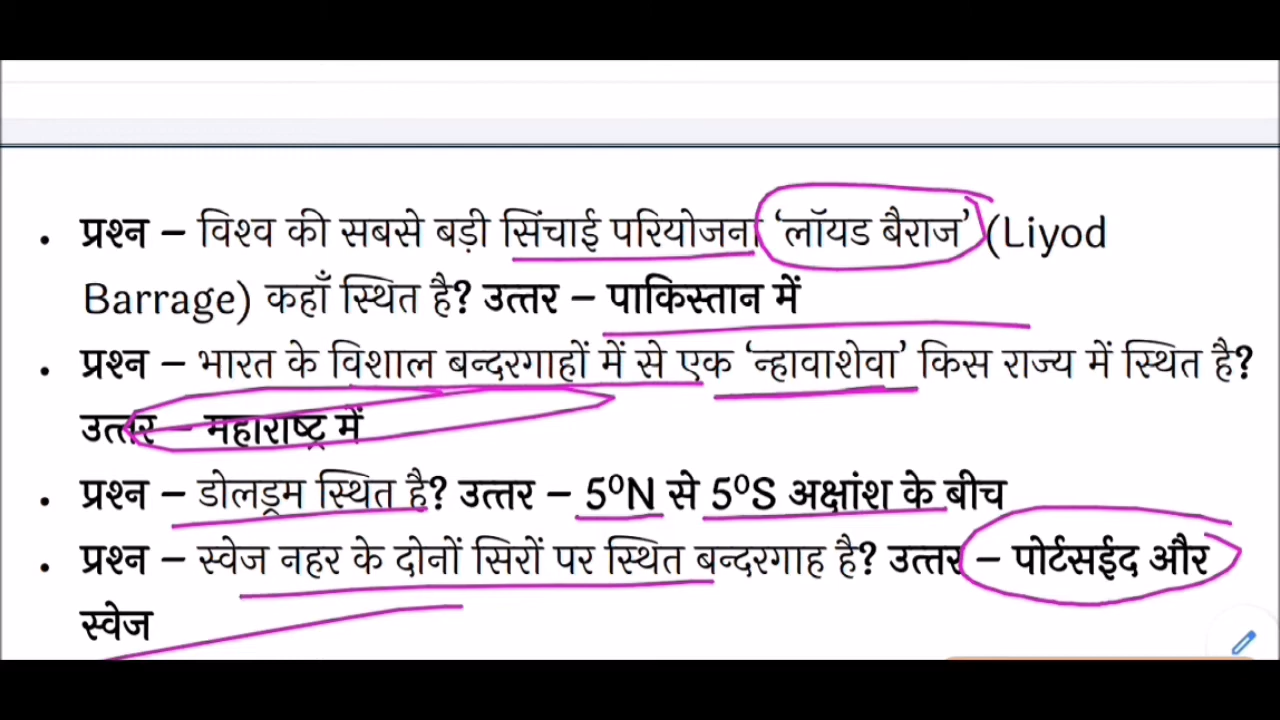 • प्रश्न – विश्व की सबसे बड़ी सिंचाई परियोजना ‘लॉयड बैराज’ (Liyod
Barrage) कहाँ स्थित है? उत्तर – पाकिस्तान में
• प्रश्न – भारत के विशाल बन्दरगाहों में से एक ‘न्हावाशेवा’ किस राज्य में स्थित है?
उत्तर – महाराष्ट्र में
• प्रश्न – डोलड्रम स्थित है? उत्तर – 5⁰N से 5⁰S अक्षांश के बीच
• प्रश्न – स्वेज नहर के दोनों सिरों पर स्थित बन्दरगाह है? उत्तर – पोर्टसईद और
स्वेज